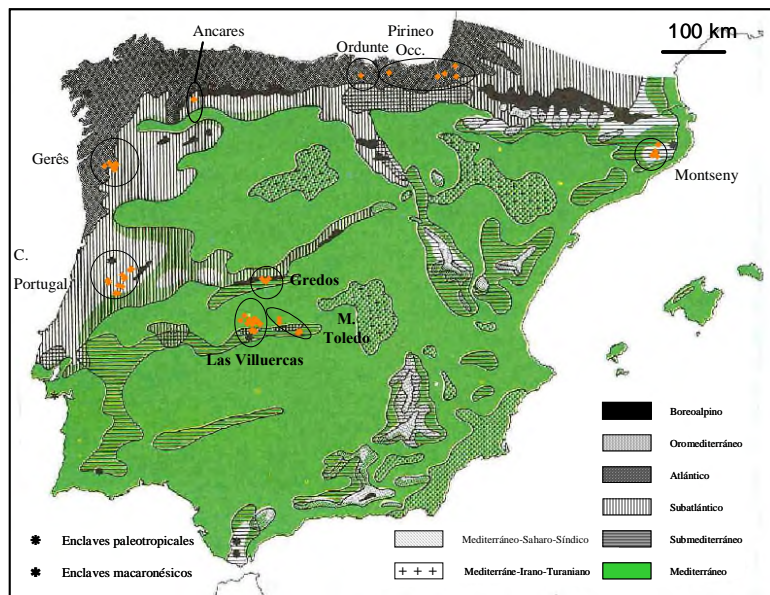 Ancares
Ordunte
Pirineo
Occ.
100 km
Gerês
Montseny
C.
Portugal
Gredos
M.
Toledo
Las Villuercas
Boreoalpino
Oromediterráneo
Atlántico
Subatlántico
Enclaves paleotropicales
Mediterráneo-Saharo-Síndico
Submediterráneo
Enclaves macaronésicos
Mediterráne-Irano-Turaniano
Mediterráneo